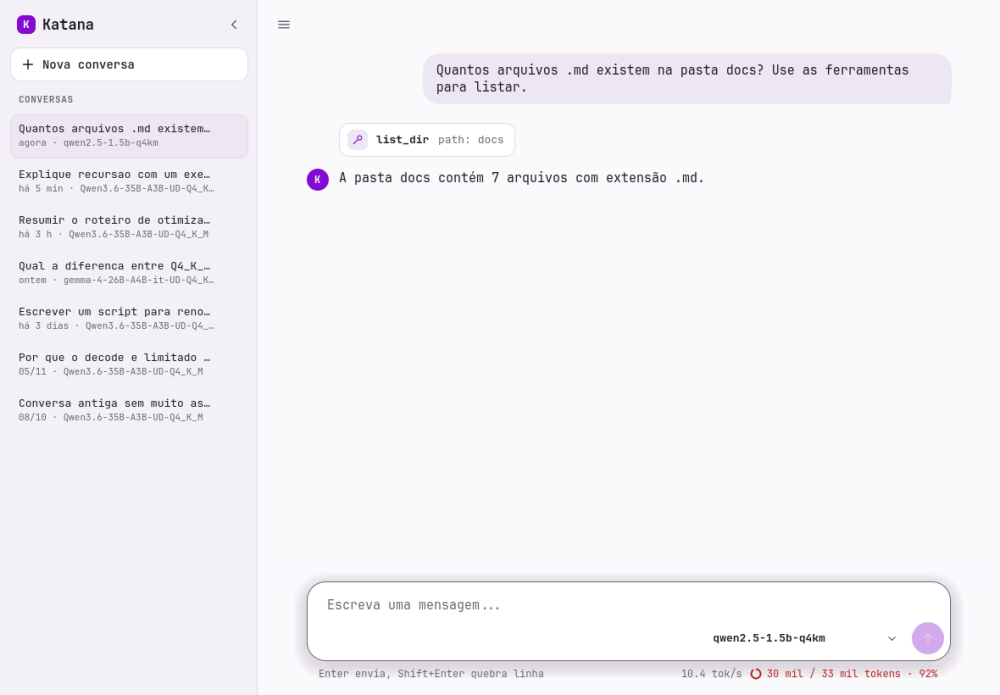 K Katana
Nova conversa
CONVERSAS
Quantos arquivos .md existem…
agora · qwen2.5-1.5b-q4km
Explique recursao com um exe…
há 5 min · Qwen3.6-35B-A3B-UD-Q4_K…
Resumir o roteiro de otimiza…
há 3 h · Qwen3.6-35B-A3B-UD-Q4_K_M
Qual a diferenca entre Q4_K_…
ontem · gemma-4-26B-A4B-it-UD-Q4_K…
Escrever um script para reno…
há 3 dias · Qwen3.6-35B-A3B-UD-Q4_…
Por que o decode e limitado …
05/11 · Qwen3.6-35B-A3B-UD-Q4_K_M
Conversa antiga sem muito as…
08/10 · Qwen3.6-35B-A3B-UD-Q4_K_M
Quantos arquivos .md existem na pasta docs? Use as ferramentas
para listar.
list_dir path: docs
K A pasta docs contém 7 arquivos com extensão .md.
Escreva uma mensagem...
qwen2.5-1.5b-q4km
Enter envia, Shift+Enter quebra linha
10.4 tok/s 30 mil / 33 mil tokens · 92%